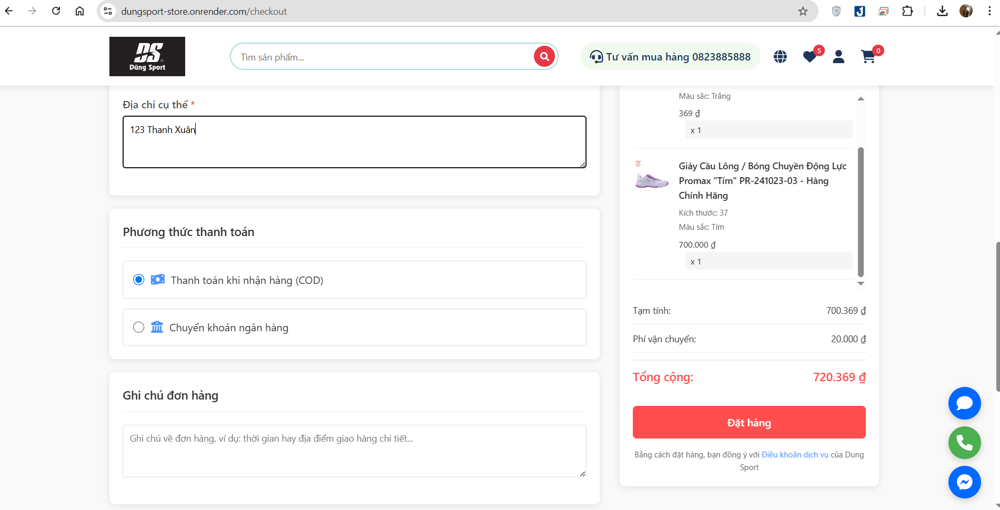 dungsport-store.onrender.com/checkout
DS
Dũng Sport
Tìm sản phẩm...
Tư vấn mua hàng 0823885888
5
0
Địa chỉ cụ thể *
123 Thanh Xuân
Phương thức thanh toán
Thanh toán khi nhận hàng (COD)
Chuyển khoản ngân hàng
Ghi chú đơn hàng
Ghi chú về đơn hàng, ví dụ: thời gian hay địa điểm giao hàng chi tiết...
Màu sắc: Trắng
369 ₫
x 1
Giày Cầu Lông / Bóng Chuyền Động Lực
Promax "Tím" PR-241023-03 - Hàng
Chính Hãng
Kích thước: 37
Màu sắc: Tím
700.000 ₫
x 1
Tạm tính: 700.369 ₫
Phí vận chuyển: 20.000 ₫
Tổng cộng: 720.369 ₫
Đặt hàng
Bằng cách đặt hàng, bạn đồng ý với Điều khoản dịch vụ của Dung
Sport